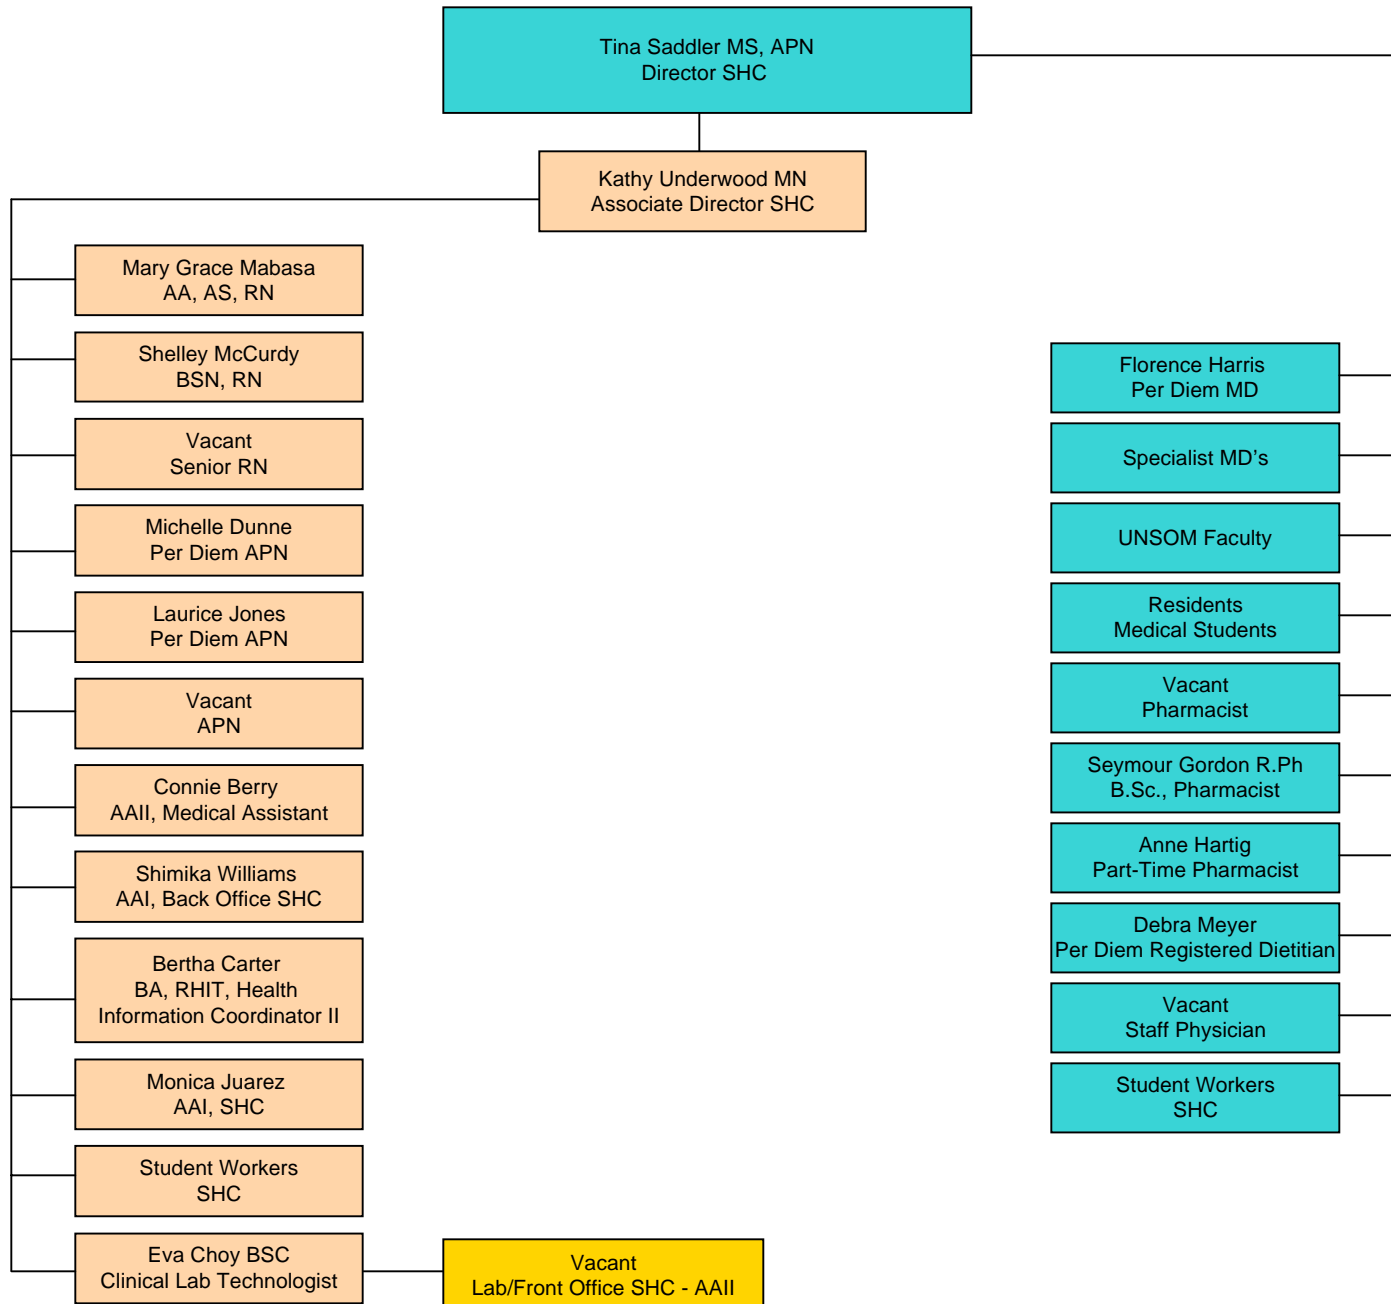 Tina Saddler MS, APN
Director SHC
Kathy Underwood MN
Associate Director SHC
Mary Grace Mabasa
AA, AS, RN
Shelley McCurdy
BSN, RN
Vacant
Senior RN
Michelle Dunne
Per Diem APN
Laurice Jones
Per Diem APN
Vacant
APN
Connie Berry
AAII, Medical Assistant
Shimika Williams
AAI, Back Office SHC
Bertha Carter
BA, RHIT, Health
Information Coordinator II
Monica Juarez
AAI, SHC
Student Workers
SHC
Eva Choy BSC
Clinical Lab Technologist
Vacant
Lab/Front Office SHC - AAII
Florence Harris
Per Diem MD
Specialist MD’s
UNSOM Faculty
Residents
Medical Students
Vacant
Pharmacist
Seymour Gordon R.Ph
B.Sc., Pharmacist
Anne Hartig
Part-Time Pharmacist
Debra Meyer
Per Diem Registered Dietitian
Vacant
Staff Physician
Student Workers
SHC